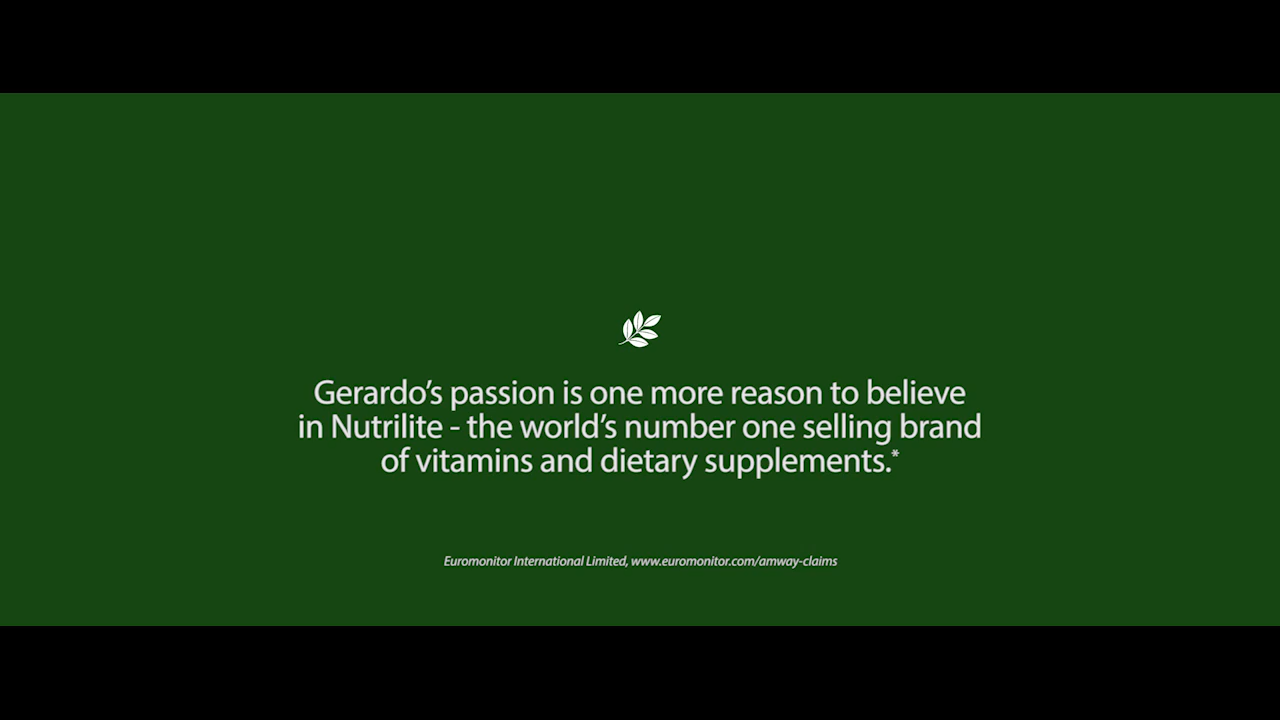 Gerardo’s passion is one more reason to believe
in Nutrilite - the world’s number one selling brand
of vitamins and dietary supplements.*
Euromonitor International Limited, www.euromonitor.com/amway-claims